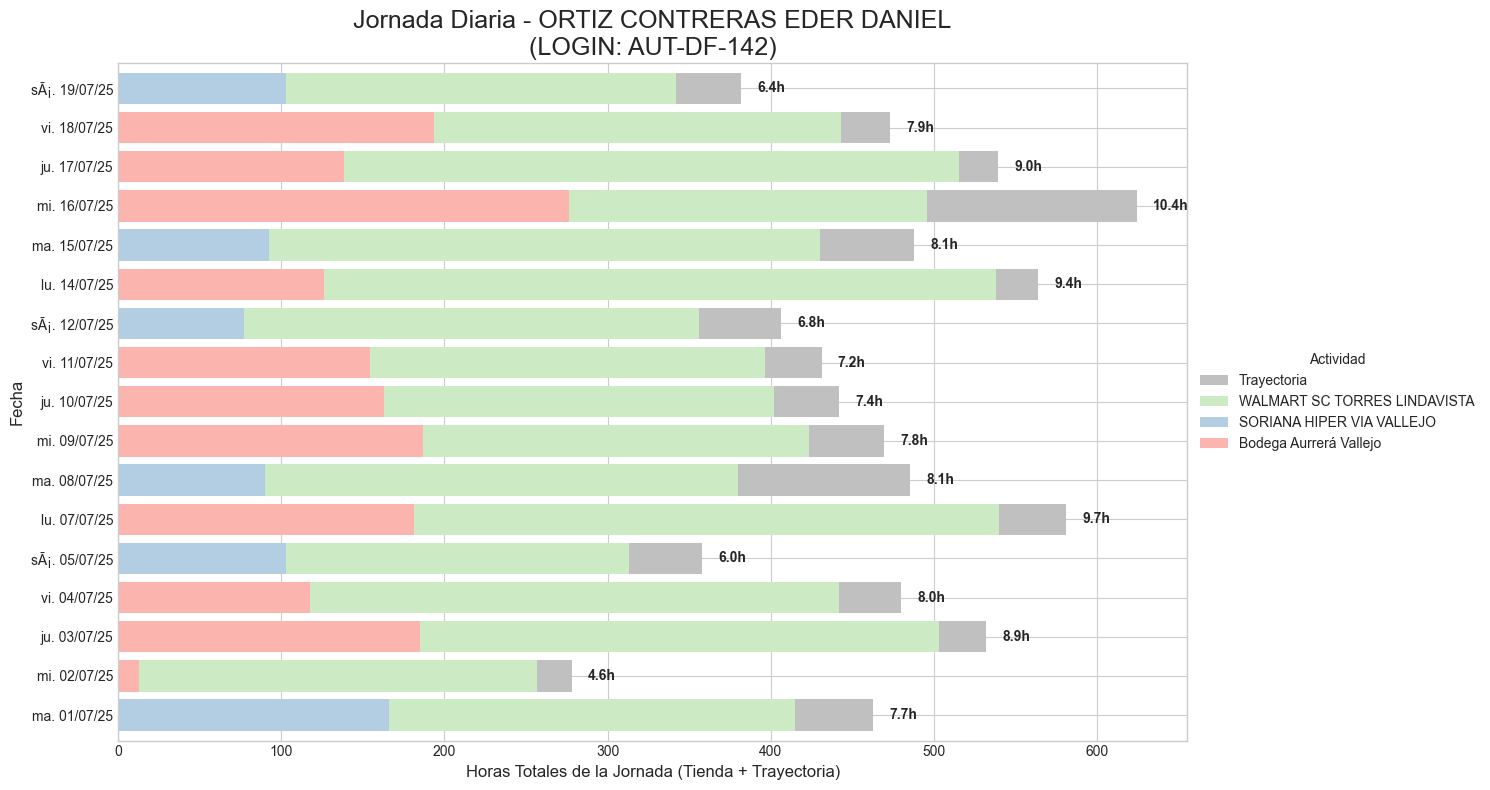 Jornada Diaria - ORTIZ CONTRERAS EDER DANIEL
(LOGIN: AUT-DF-142)
Fecha
sÃ¡. 19/07/25 6.4h
vi. 18/07/25 7.9h
ju. 17/07/25 9.0h
mi. 16/07/25 10.4h
ma. 15/07/25 8.1h
lu. 14/07/25 9.4h
sÃ¡. 12/07/25 6.8h
vi. 11/07/25 7.2h
ju. 10/07/25 7.4h
mi. 09/07/25 7.8h
ma. 08/07/25 8.1h
lu. 07/07/25 9.7h
sÃ¡. 05/07/25 6.0h
vi. 04/07/25 8.0h
ju. 03/07/25 8.9h
mi. 02/07/25 4.6h
ma. 01/07/25 7.7h
0 100 200 300 400 500 600
Horas Totales de la Jornada (Tienda + Trayectoria)
Actividad
Trayectoria
WALMART SC TORRES LINDAVISTA
SORIANA HIPER VIA VALLEJO
Bodega Aurrerá Vallejo